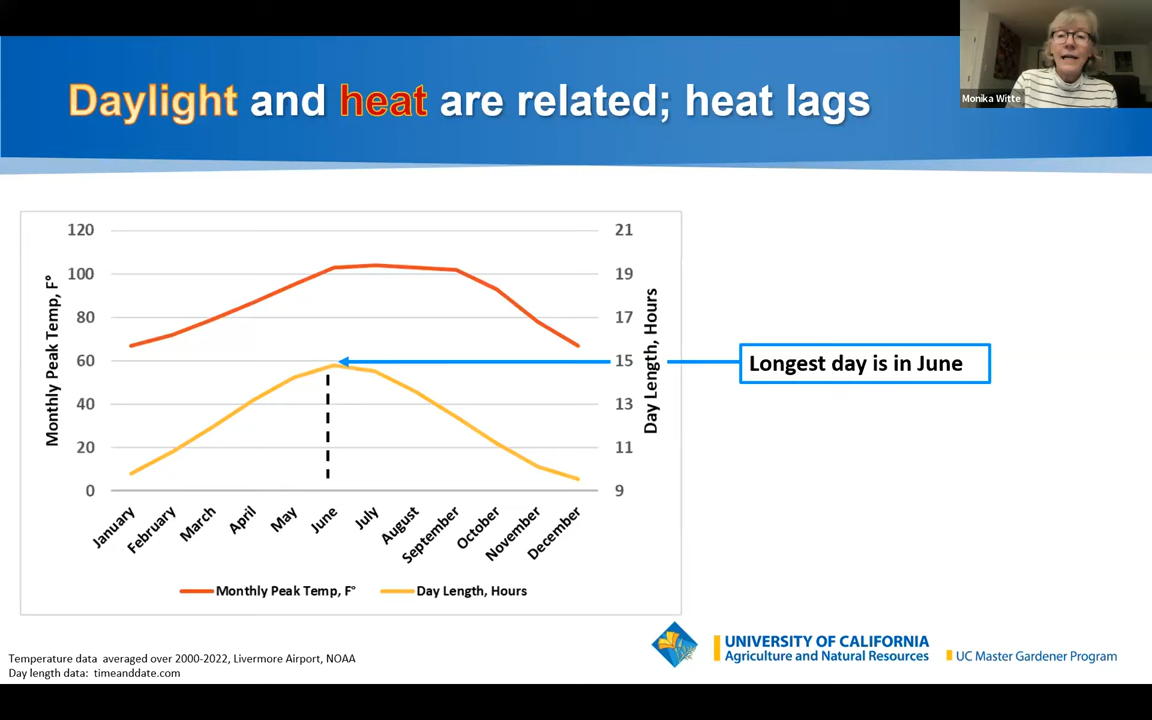 Daylight and heat are related; heat lags
Monika Witte
120
100
80
60
40
20
0
Monthly Peak Temp, F°
21
19
17
15
13
11
9
Day Length, Hours
Longest day is in June
January
February
March
April
May
June
July
August
September
October
November
December
Monthly Peak Temp, F°
Day Length, Hours
Temperature data averaged over 2000-2022, Livermore Airport, NOAA
Day length data: timeanddate.com
UNIVERSITY OF CALIFORNIA
Agriculture and Natural Resources
UC Master Gardener Program